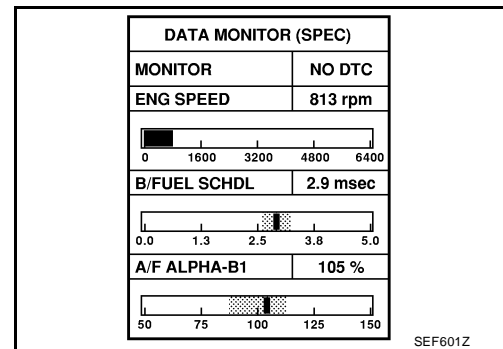 DATA MONITOR (SPEC)
MONITOR NO DTC
ENG SPEED 813 rpm
0 1600 3200 4800 6400
B/FUEL SCHDL 2.9 msec
0.0 1.3 2.5 3.8 5.0
A/F ALPHA-B1 105 %
50 75 100 125 150
SEF601Z